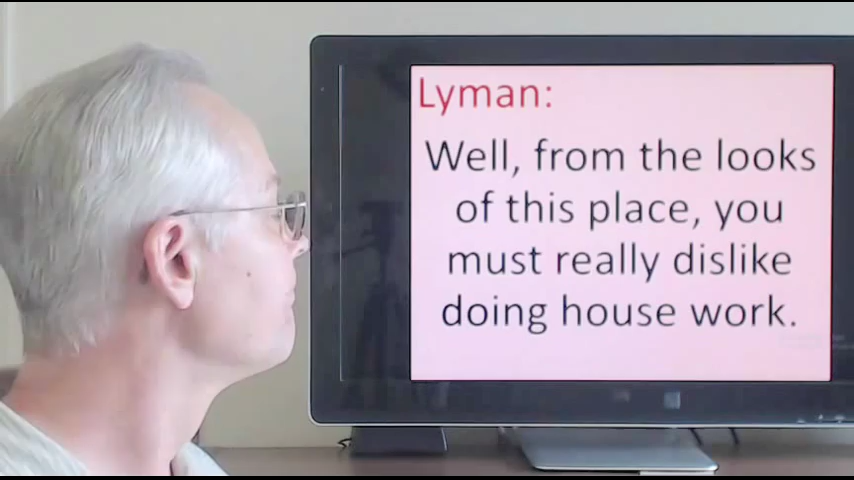 Lyman:
Well, from the looks
of this place, you
must really dislike
doing house work.